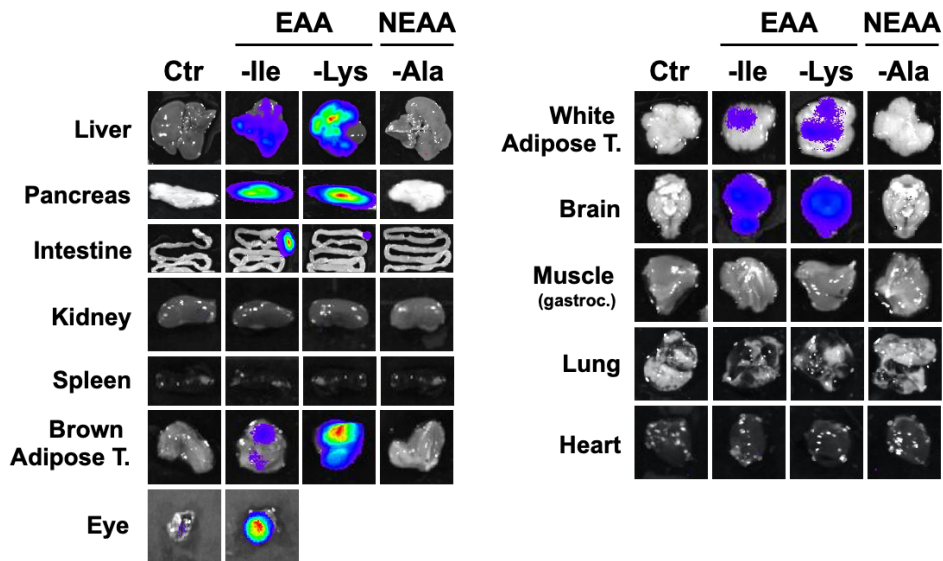 EAA NEAA
Ctr -Ile -Lys -Ala
Liver
Pancreas
Intestine
Kidney
Spleen
Brown
Adipose T.
Eye
EAA NEAA
Ctr -Ile -Lys -Ala
White
Adipose T.
Brain
Muscle
(gastroc.)
Lung
Heart